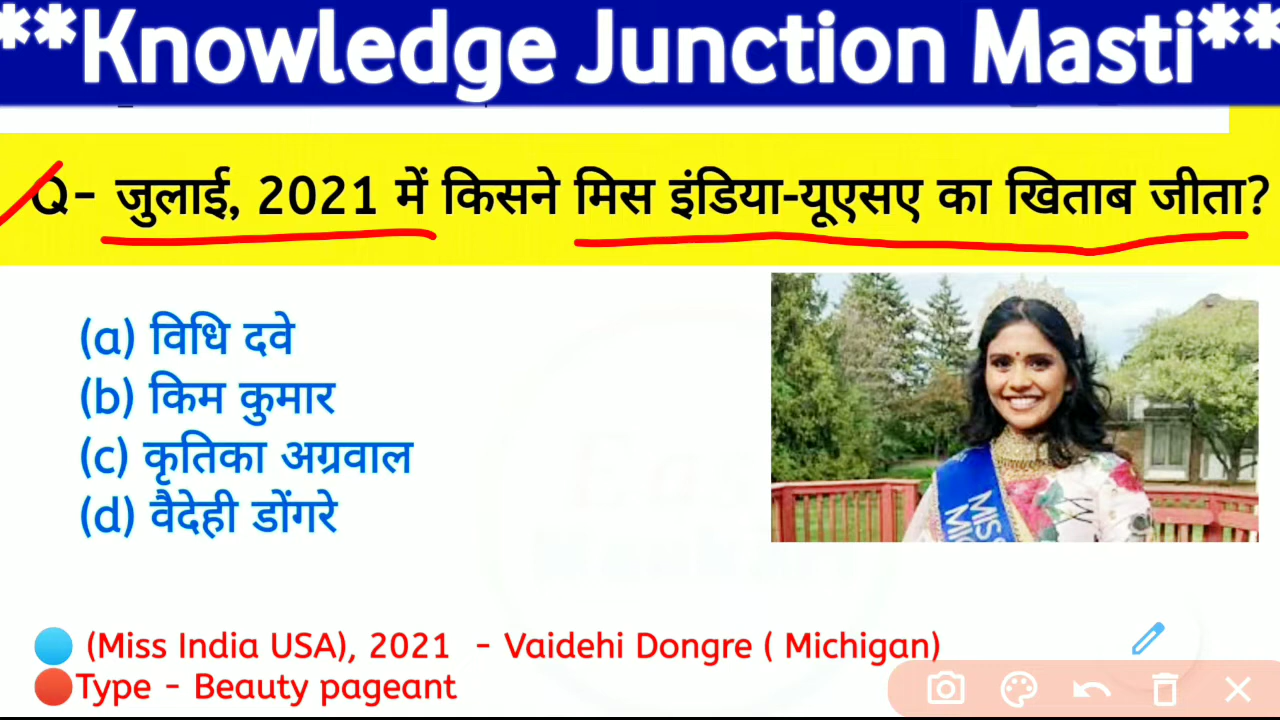 **Knowledge Junction Masti**
Q- जुलाई, 2021 में किसने मिस इंडिया-यूएसए का खिताब जीता?
(a) विधि दवे
(b) किम कुमार
(c) कृतिका अग्रवाल
(d) वैदेही डोंगरे
MISS
(Miss India USA), 2021 - Vaidehi Dongre ( Michigan)
Type - Beauty pageant